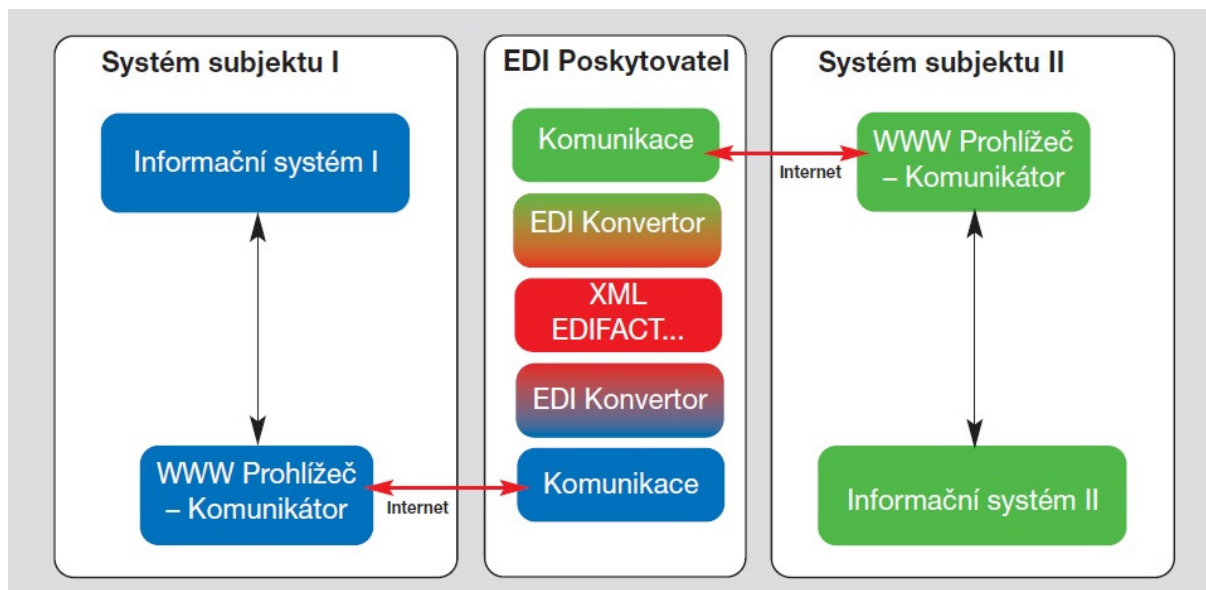 Systém subjektu I
Informační systém I
WWW Prohlížeč
– Komunikátor
Internet
EDI Poskytovatel
Komunikace
EDI Konvertor
XML
EDIFACT...
EDI Konvertor
Komunikace
Internet
Systém subjektu II
WWW Prohlížeč
– Komunikátor
Informační systém II